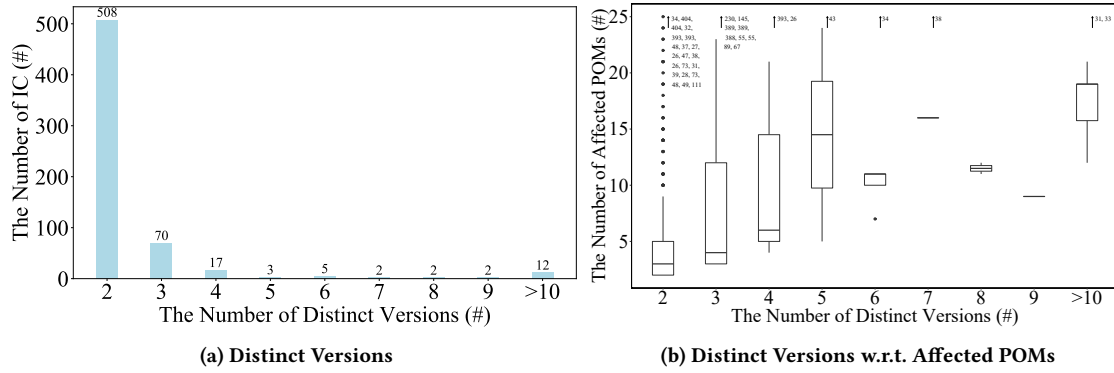 508
70
17
3
5
2
2
2
12
500
400
300
200
100
0
2 3 4 5 6 7 8 9 >10
The Number of IC (#)
The Number of Distinct Versions (#)
(a) Distinct Versions
25
20
15
10
5
The Number of Affected POMs (#)
34, 404,
404, 32,
393, 393,
48, 37, 27,
26, 47, 38,
26, 73, 31,
39, 28, 73,
48, 49, 111
230, 145,
389, 389,
388, 55, 55,
89, 67
393, 26
43
34
38
31, 33
2 3 4 5 6 7 8 9 >10
The Number of Distinct Versions (#)
(b) Distinct Versions w.r.t. Affected POMs